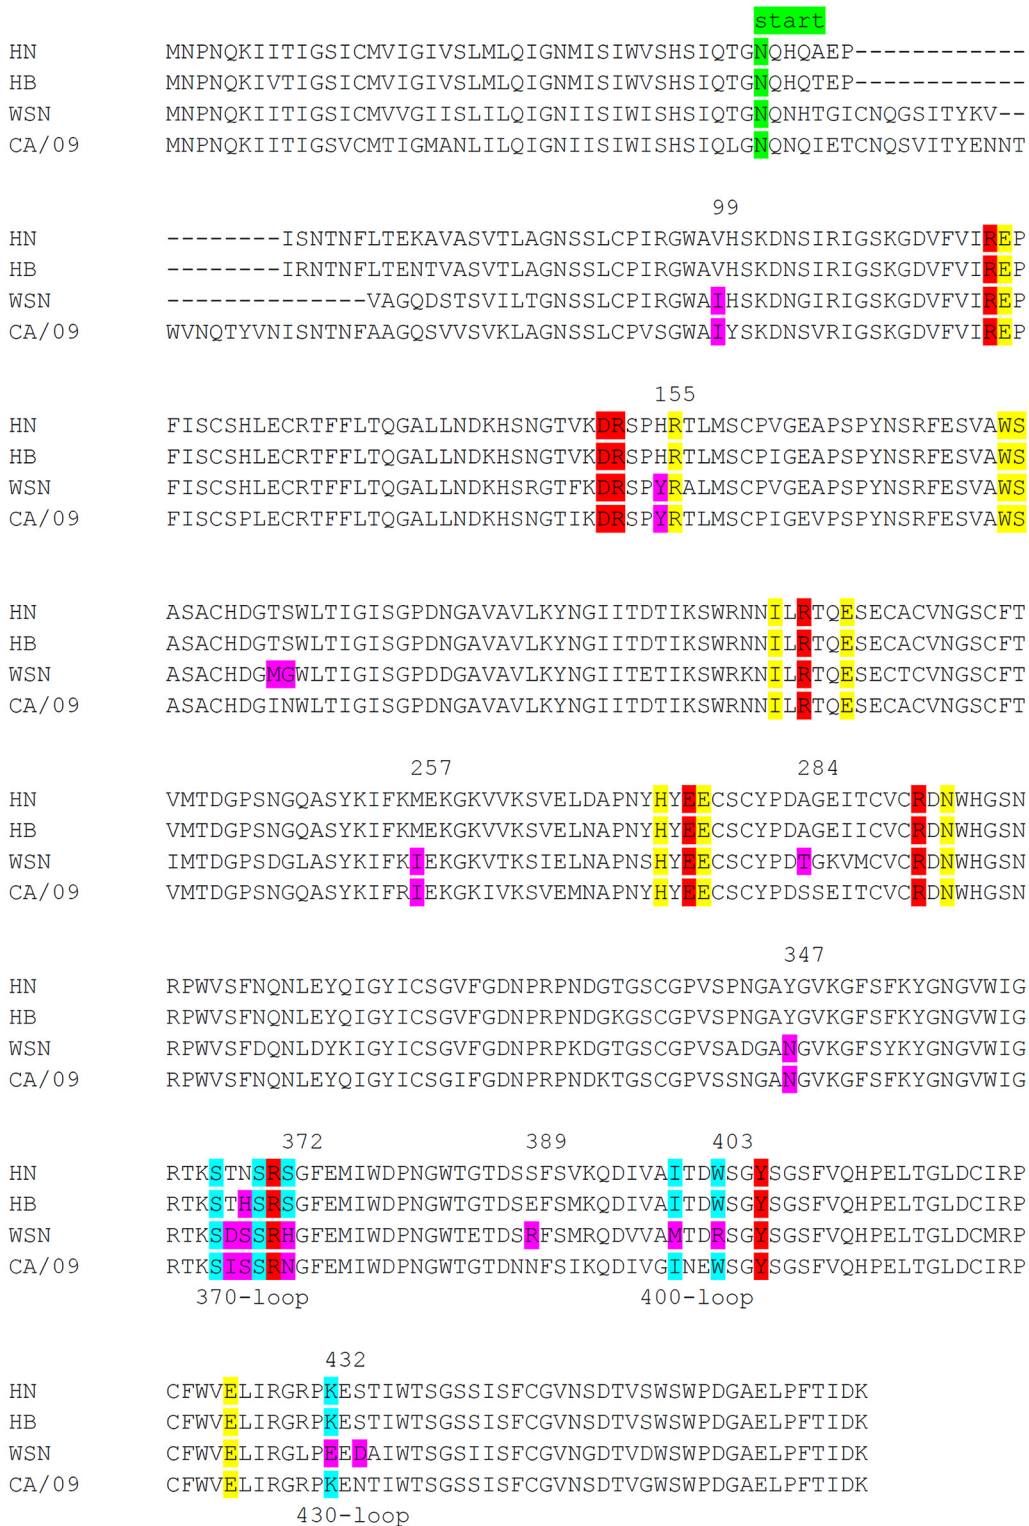 start
HN MNPNQKIITIGSICMVIGIVSLMLQIGNMISIWVSHSIQTGNQHQAEP------------
HB MNPNQKIVTIGSICMVIGIVSLMLQIGNMISIWVSHSIQTGNQHQTEP------------
WSN MNPNQKIITIGSICMVVGIISLILQIGNIISIWISHSIQTGNQNHTGICNQGSITYKV--
CA/09 MNPNQKIITIGSVCMTIGMANLILQIGNIISIWISHSIQLGNQNQIETCNQSVITYENNT
99
HN --------ISNTNFLTEKAVASVTLAGNSSLCPIRGWAVHSKDNSIRIGSKGDVFVIREP
HB --------IRNTNFLTENTVASVTLAGNSSLCPIRGWAVHSKDNSIRIGSKGDVFVIREP
WSN --------------VAGQDSTSVILTGNSSLCPIRGWAIHSKDNGIRIGSKGDVFVIREP
CA/09 WVNQTYVNISNTNFAAGQSVVSVKLAGNSSLCPVSGWAIYSKDNSVRIGSKGDVFVIREP
155
HN FISCSHLECRTFFLTQGALLNDKHSNGTVKDRSPHRTLMSCPVGEAPSPYNSRFESVAWS
HB FISCSHLECRTFFLTQGALLNDKHSNGTVKDRSPHRTLMSCPIGEAPSPYNSRFESVAWS
WSN FISCSHLECRTFFLTQGALLNDKHSRGTFKDRSPYRALMSCPVGEAPSPYNSRFESVAWS
CA/09 FISCSPLECRTFFLTQGALLNDKHSNGTIKDRSPYRTLMSCPIGEVPSPYNSRFESVAWS
HN ASACHDGTSWLTIGISGPDNGAVAVLKYNGIITDTIKSWRNNILRTQESECACVNGSCFT
HB ASACHDGTSWLTIGISGPDNGAVAVLKYNGIITDTIKSWRNNILRTQESECACVNGSCFT
WSN ASACHDGMGWLTIGISGPDDGAVAVLKYNGIITETIKSWRKNILRTQESECTCVNGSCFT
CA/09 ASACHDGINWLTIGISGPDNGAVAVLKYNGIITDTIKSWRNNILRTQESECACVNGSCFT
257 284
HN VMTDGPSNGQASYKIFKMEKGKVVKSVELDAPNYHYEECSCYPDAGEITCVCRDNWHGSN
HB VMTDGPSNGQASYKIFKMEKGKVVKSVELNAPNYHYEECSCYPDAGEIICVCRDNWHGSN
WSN IMTDGPSDGLASYKIFKIEKGKVTKSIELNAPNSHYEECSCYPDTGKVMCVCRDNWHGSN
CA/09 VMTDGPSNGQASYKIFRIEKGKIVKSVEMNAPNYHYEECSCYPDSSEITCVCRDNWHGSN
347
HN RPWVSFNQNLEYQIGYICSGVFGDNPRPNDGTGSCGPVSPNGAYGVKGFSFKYGNGVWIG
HB RPWVSFNQNLEYQIGYICSGVFGDNPRPNDGKGSCGPVSPNGAYGVKGFSFKYGNGVWIG
WSN RPWVSFDQNLDYKIGYICSGVFGDNPRPKDGTGSCGPVSADGANGVKGFSYKYGNGVWIG
CA/09 RPWVSFNQNLEYQIGYICSGIFGDNPRPNDKTGSCGPVSSNGANGVKGFSFKYGNGVWIG
372 389 403
HN RTKSTNSRSGFEMIWDPNGWTGTDSSFSVKQDIVAITDWSGYSGSFVQHPELTGLDCIRP
HB RTKSTHSRSGFEMIWDPNGWTGTDSEFSMKQDIVAITDWSGYSGSFVQHPELTGLDCIRP
WSN RTKSDSSRHGFEMIWDPNGWTETDSRFSMRQDVVAMTDRSGYSGSFVQHPELTGLDCMRP
CA/09 RTKSISSRNGFEMIWDPNGWTGTDNNFSIKQDIVGINEWSGYSGSFVQHPELTGLDCIRP
370-loop 400-loop
432
HN CFWVELIRGRPKESTIWTSGSSISFCGVNSDTVSWSWPDGAELPFTIDK
HB CFWVELIRGRPKESTIWTSGSSISFCGVNSDTVSWSWPDGAELPFTIDK
WSN CFWVELIRGLPEEDAIWTSGSIISFCGVNGDTVDWSWPDGAELPFTIDK
CA/09 CFWVELIRGRPKENTIWTSGSSISFCGVNSDTVGWSWPDGAELPFTIDK
430-loop